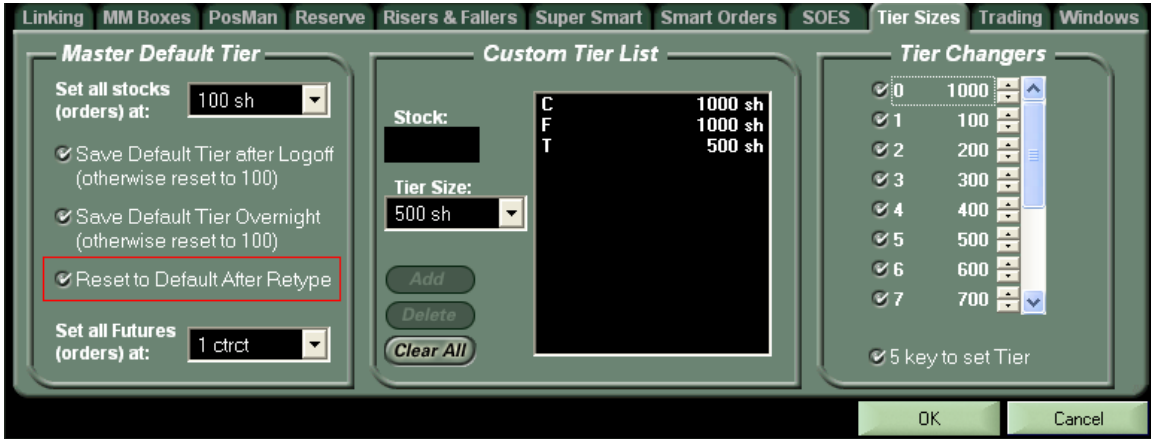 Linking MM Boxes PosMan Reserve Risers & Fallers Super Smart Smart Orders SOES Tier Sizes Trading Windows
Master Default Tier
Set all stocks
(orders) at:
100 sh
Save Default Tier after Logoff
(otherwise reset to 100)
Save Default Tier Overnight
(otherwise reset to 100)
Reset to Default After Retype
Set all Futures
(orders) at:
1 ctrct
Custom Tier List
Stock:
Tier Size:
500 sh
Add
Delete
Clear All
C 1000 sh
F 1000 sh
T 500 sh
Tier Changers
0 1000
1 100
2 200
3 300
4 400
5 500
6 600
7 700
5 key to set Tier
OK Cancel